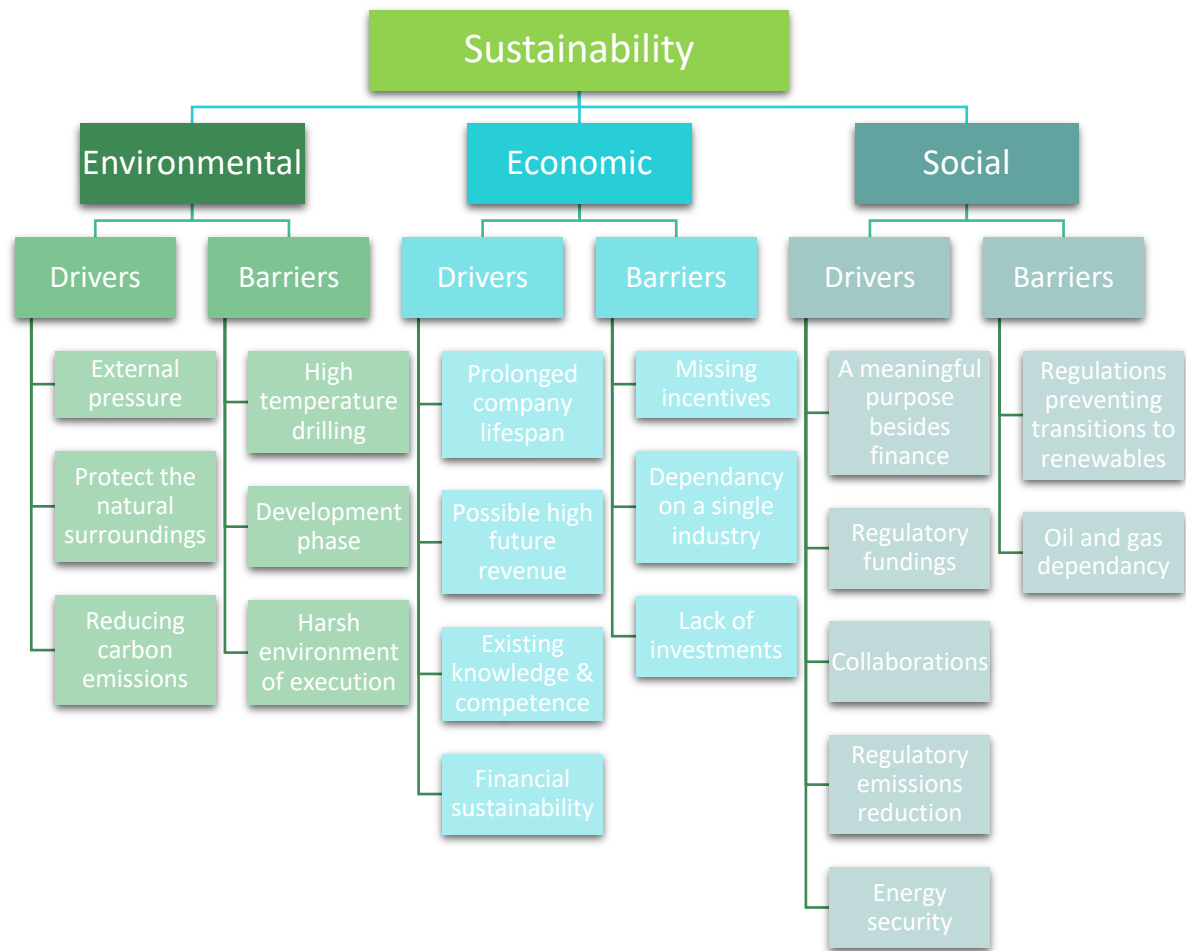 Sustainability
Environmental
Economic
Social
Drivers
Barriers
Drivers
Barriers
Drivers
Barriers
External
pressure
Protect the
natural
surroundings
Reducing
carbon
emissions
High
temperature
drilling
Development
phase
Harsh
environment
of execution
Prolonged
company
lifespan
Possible high
future
revenue
Existing
knowledge &
competence
Financial
sustainability
Missing
incentives
Dependancy
on a single
industry
Lack of
investments
A meaningful
purpose
besides
finance
Regulatory
fundings
Collaborations
Regulatory
emissions
reduction
Energy
security
Regulations
preventing
transitions to
renewables
Oil and gas
dependancy